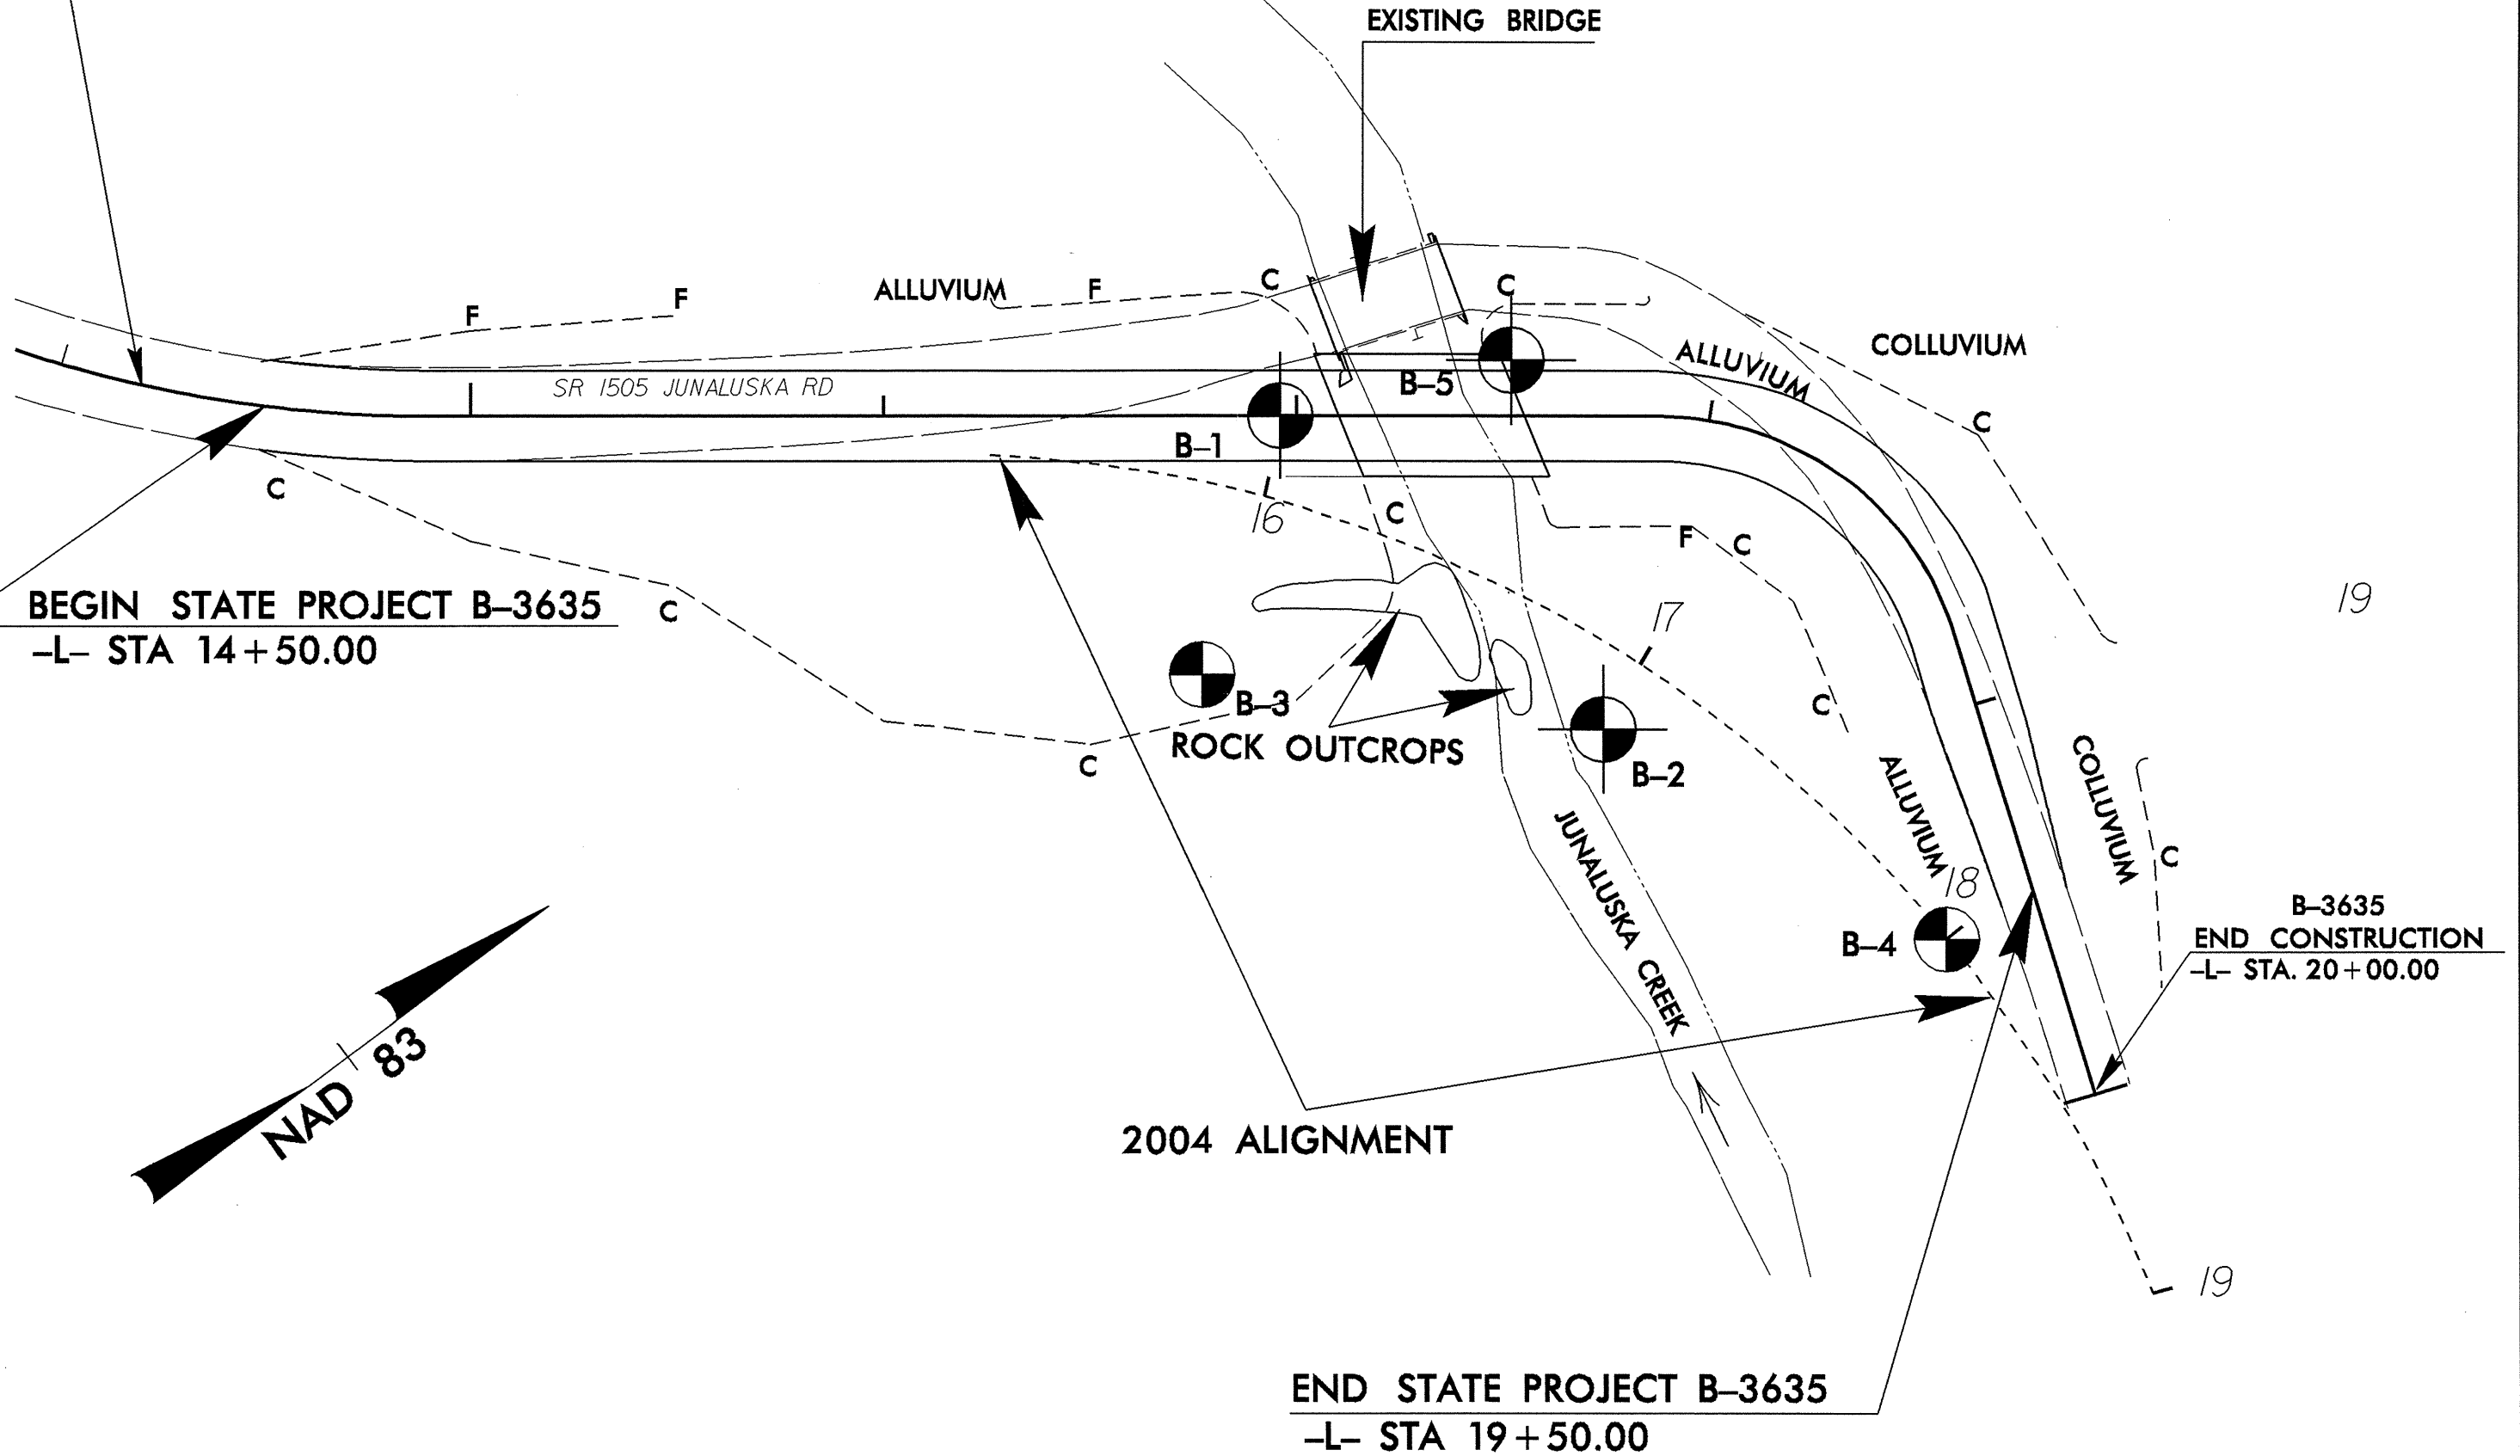 EXISTING BRIDGE
C
C
F
F
ALLUVIUM
F
COLLUVIUM
ALLUVIUM
SR 1505 JUNALUSKA RD
B-5
C
B-1
C
16
C
F
C
BEGIN STATE PROJECT B-3635
-L- STA 14+50.00
C
17
19
B-3
C
ROCK OUTCROPS
C
B-2
ALLUVIUM
COLLUVIUM
C
18
JUNALUSKA CREEK
B-4
B-3635
END CONSTRUCTION
-L- STA. 20+00.00
NAD 83
2004 ALIGNMENT
19
END STATE PROJECT B-3635
-L- STA 19+50.00